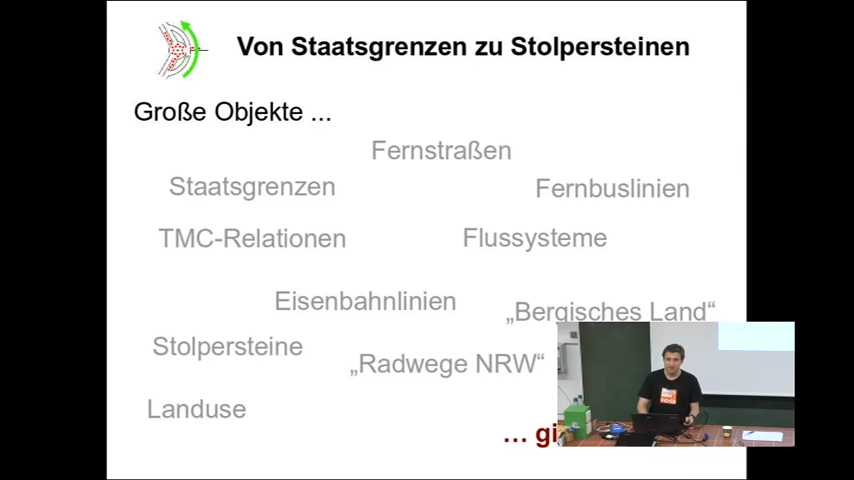 Von Staatsgrenzen zu Stolpersteinen
Große Objekte ...
Fernstraßen
Staatsgrenzen
Fernbuslinien
TMC-Relationen
Flussysteme
Eisenbahnlinien
„Bergisches Land“
Stolpersteine
„Radwege NRW“
Landuse
... gi